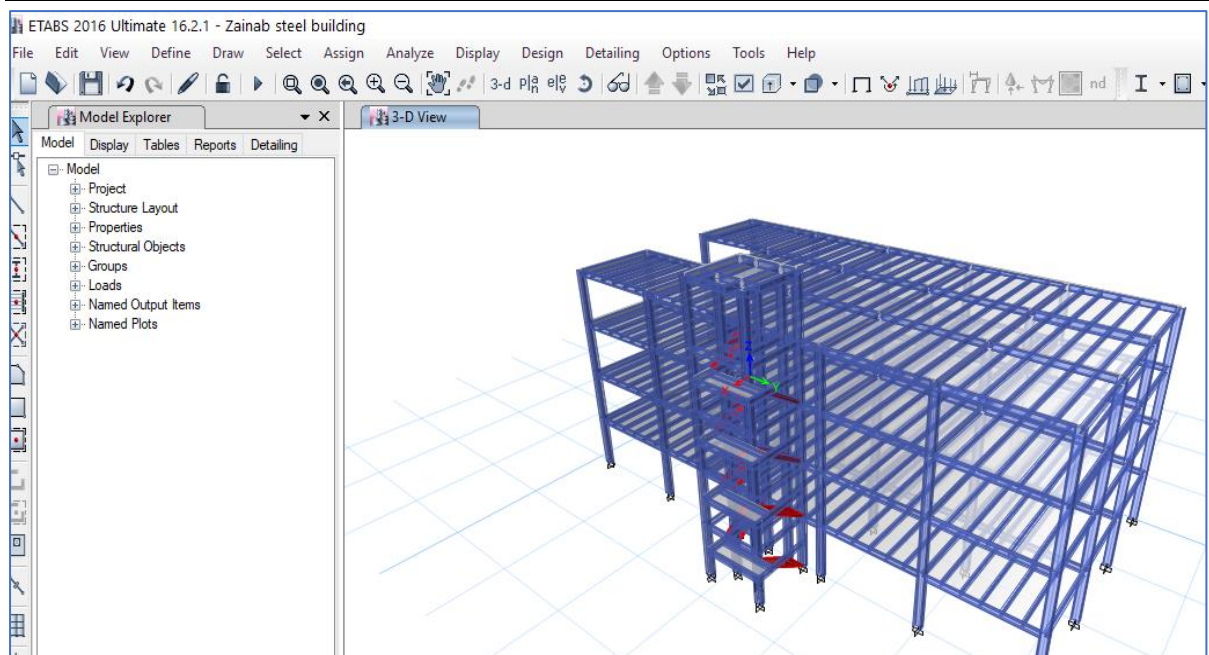 ETABS 2016 Ultimate 16.2.1 - Zainab steel building
File Edit View Define Draw Select Assign Analyze Display Design Detailing Options Tools Help
3-d nd
Model Explorer
3-D View
Model Display Tables Reports Detailing
Model
Project
Structure Layout
Properties
Structural Objects
Groups
Loads
Named Output Items
Named Plots
Z
Y
X